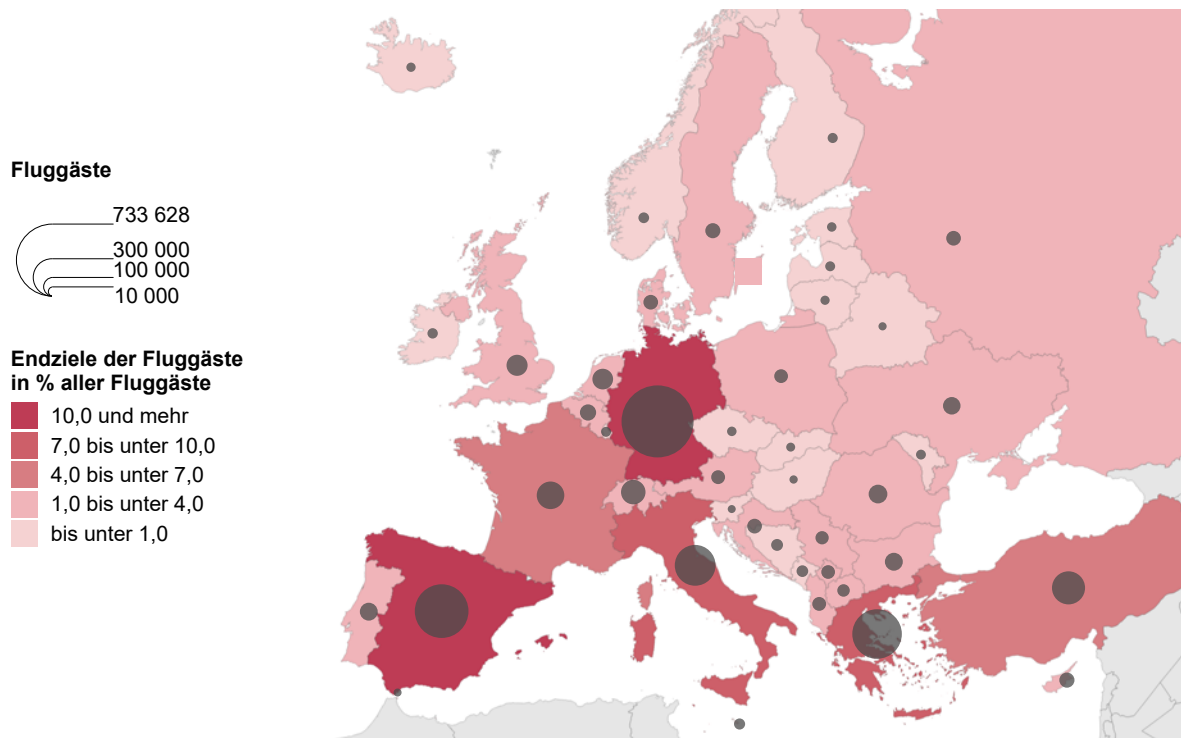 Fluggäste
733 628
300 000
100 000
10 000
Endziele der Fluggäste
in % aller Fluggäste
10,0 und mehr
7,0 bis unter 10,0
4,0 bis unter 7,0
1,0 bis unter 4,0
bis unter 1,0